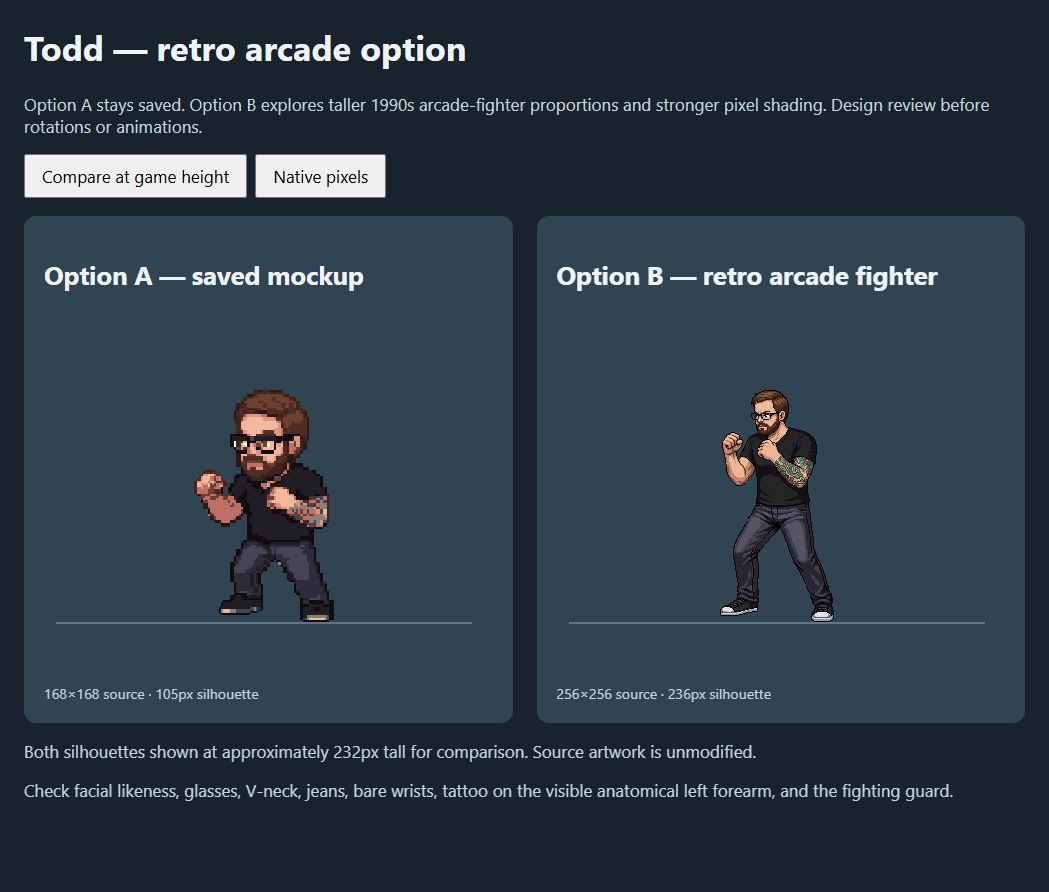 Todd — retro arcade option
Option A stays saved. Option B explores taller 1990s arcade-fighter proportions and stronger pixel shading. Design review before
rotations or animations.
Compare at game height
Native pixels
Option A — saved mockup
Option B — retro arcade fighter
168×168 source · 105px silhouette
256×256 source · 236px silhouette
Both silhouettes shown at approximately 232px tall for comparison. Source artwork is unmodified.
Check facial likeness, glasses, V-neck, jeans, bare wrists, tattoo on the visible anatomical left forearm, and the fighting guard.